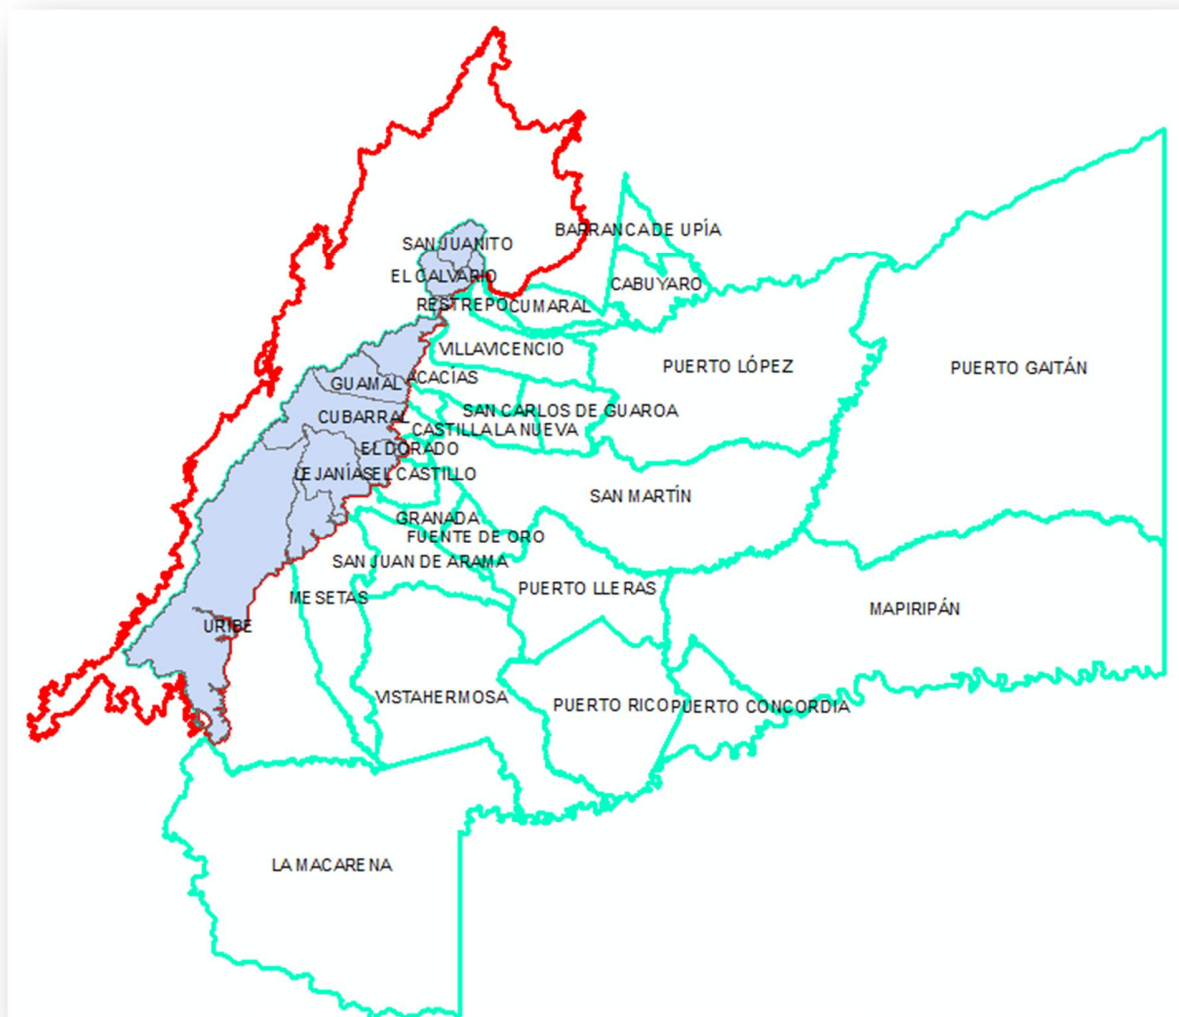 BARRANCA DE UPÍA
SAN JUANITO
EL CALVARIO
CABUYARO
RESTREPO
CUMARAL
VILLAVICENCIO
PUERTO LÓPEZ
PUERTO GAITÁN
ACACÍAS
GUAMAL
SAN CARLOS DE GUAROA
CUBARRAL
CASTILLA LA NUEVA
EL DORADO
LEJANÍAS
EL CASTILLO
SAN MARTÍN
GRANADA
FUENTE DE ORO
SAN JUAN DE ARAMA
PUERTO LLERAS
MESETAS
MAPIRIPÁN
URIBE
VISTAHERMOSA
PUERTO RICO
PUERTO CONCORDIA
LA MACARENA